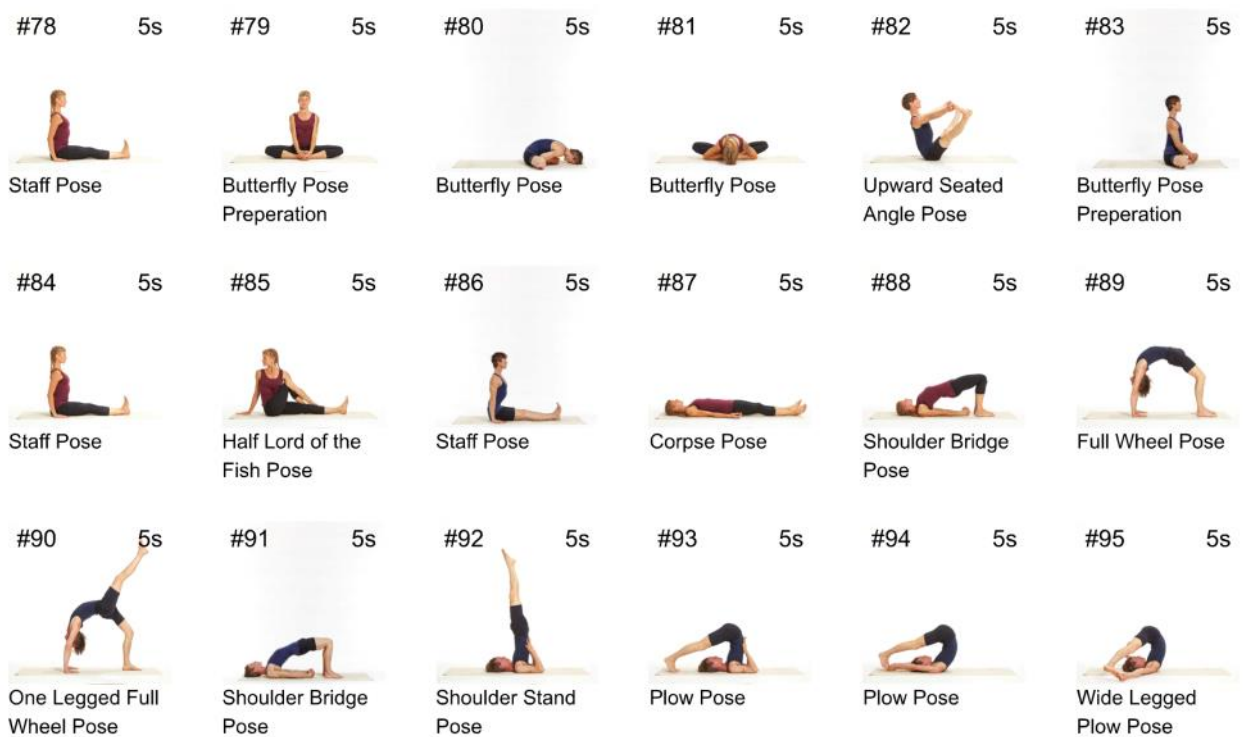 #78 5s #79 5s #80 5s #81 5s #82 5s #83 5s
Staff Pose Butterfly Pose Butterfly Pose Butterfly Pose Upward Seated Butterfly Pose
Preperation Angle Pose Preperation
#84 5s #85 5s #86 5s #87 5s #88 5s #89 5s
Staff Pose Half Lord of the Staff Pose Corpse Pose Shoulder Bridge Full Wheel Pose
Fish Pose Pose
#90 5s #91 5s #92 5s #93 5s #94 5s #95 5s
One Legged Full Shoulder Bridge Shoulder Stand Plow Pose Plow Pose Wide Legged
Wheel Pose Pose Pose Plow Pose